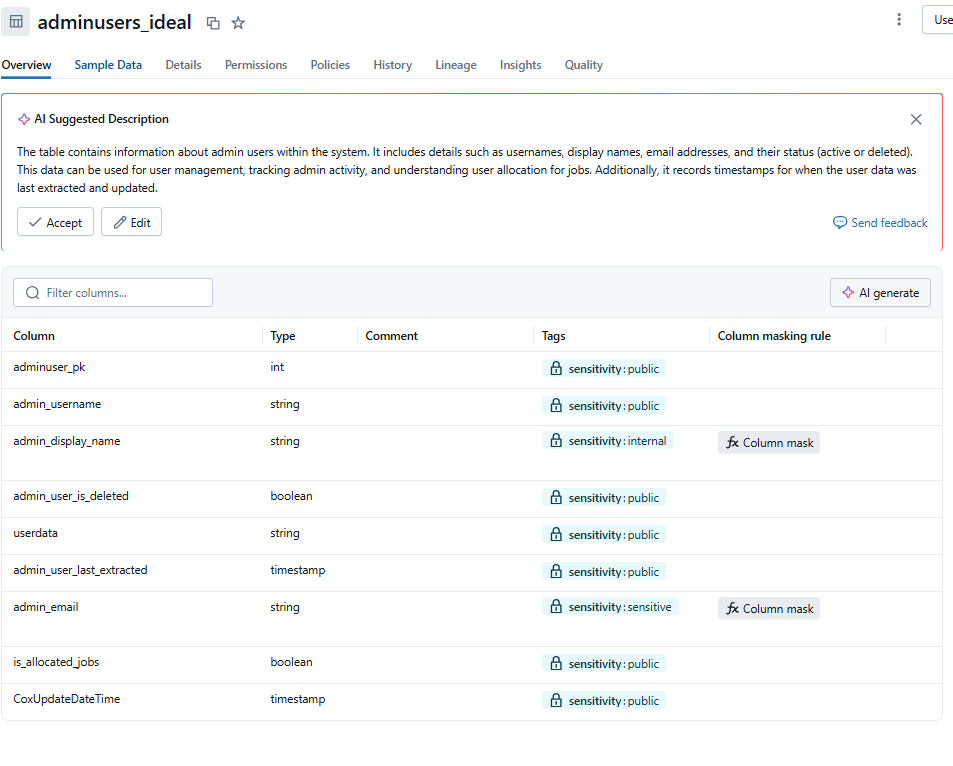 adminusers_ideal
Use
Overview Sample Data Details Permissions Policies History Lineage Insights Quality
AI Suggested Description
The table contains information about admin users within the system. It includes details such as usernames, display names, email addresses, and their status (active or deleted).
This data can be used for user management, tracking admin activity, and understanding user allocation for jobs. Additionally, it records timestamps for when the user data was
last extracted and updated.
Accept Edit Send feedback
Filter columns... AI generate
Column Type Comment Tags Column masking rule
adminuser_pk int sensitivity:public
admin_username string sensitivity:public
admin_display_name string sensitivity:internal fx Column mask
admin_user_is_deleted boolean sensitivity:public
userdata string sensitivity:public
admin_user_last_extracted timestamp sensitivity:public
admin_email string sensitivity:sensitive fx Column mask
is_allocated_jobs boolean sensitivity:public
CoxUpdateDateTime timestamp sensitivity:public